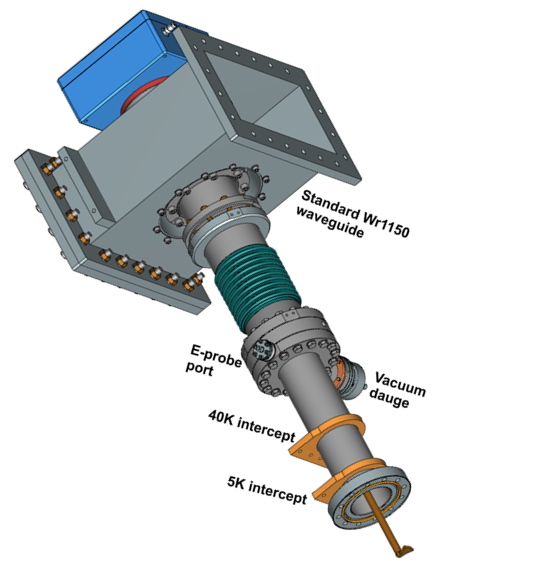 Standard Wr1150
waveguide
E-probe
port
Vacuum
dauge
40K intercept
5K intercept